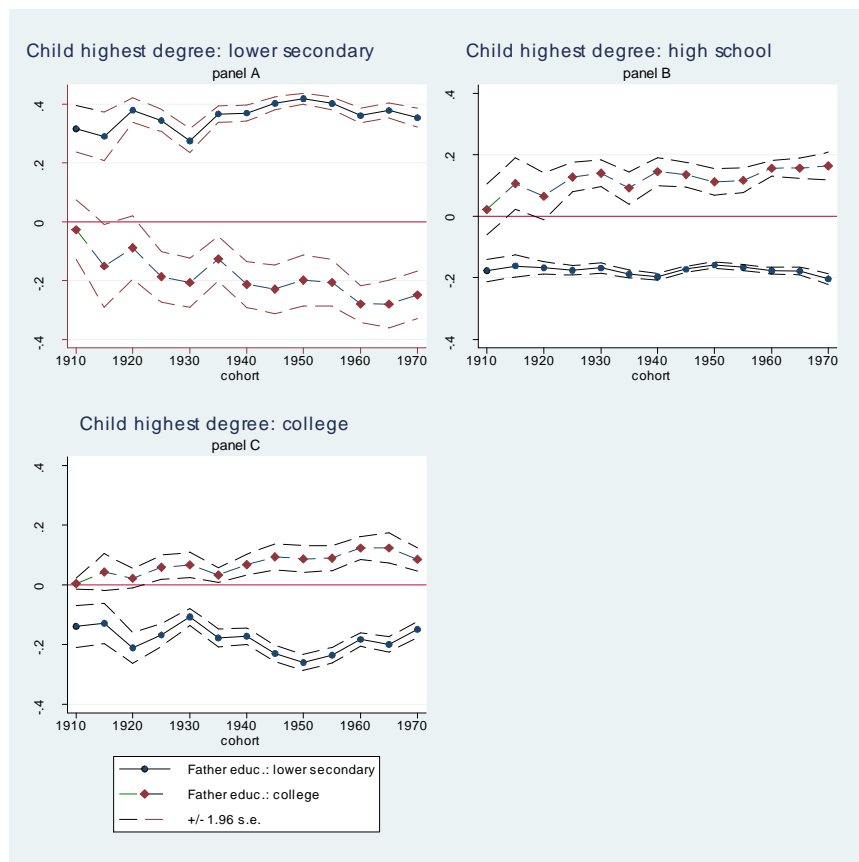 Child highest degree: lower secondary
panel A
.4
.2
0
-.2
-.4
1910 1920 1930 1940 1950 1960 1970
cohort
Child highest degree: high school
panel B
.4
.2
0
-.2
-.4
1910 1920 1930 1940 1950 1960 1970
cohort
Child highest degree: college
panel C
.4
.2
0
-.2
-.4
1910 1920 1930 1940 1950 1960 1970
cohort
Father educ.: lower secondary
Father educ.: college
+/- 1.96 s.e.